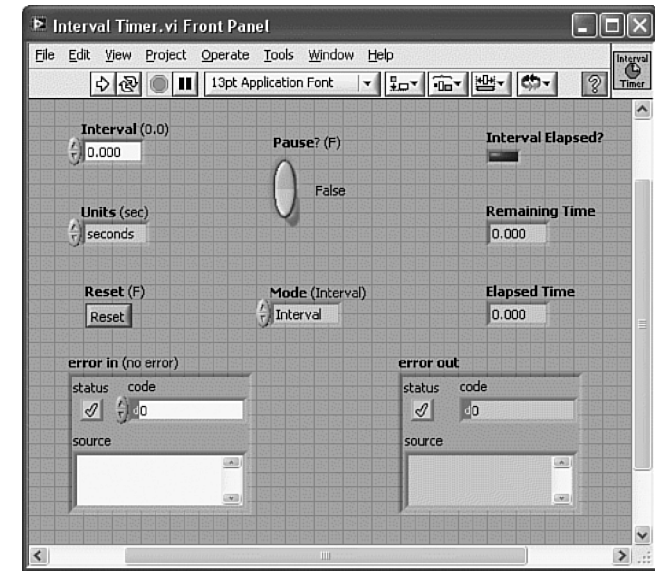 Interval Timer.vi Front Panel
File Edit View Project Operate Tools Window Help
13pt Application Font
Interval Timer
Interval (0.0)
0.000
Pause? (F)
False
Interval Elapsed?
Units (sec)
seconds
Remaining Time
0.000
Reset (F)
Reset
Mode (Interval)
Interval
Elapsed Time
0.000
error in (no error)
status code
d0
source
error out
status code
d0
source